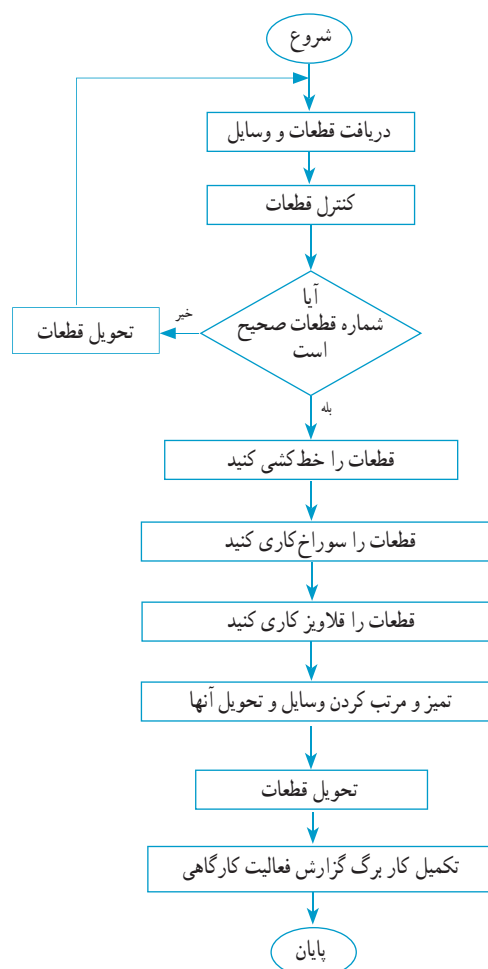 شروع
دریافت قطعات و وسایل
کنترل قطعات
آیا
شماره قطعات صحیح
است
خیر
تحویل قطعات
بله
قطعات را خط‌کشی کنید
قطعات را سوراخ‌کاری کنید
قطعات را قلاویز کاری کنید
تمیز و مرتب کردن وسایل و تحویل آنها
تحویل قطعات
تکمیل کار برگ گزارش فعالیت کارگاهی
پایان